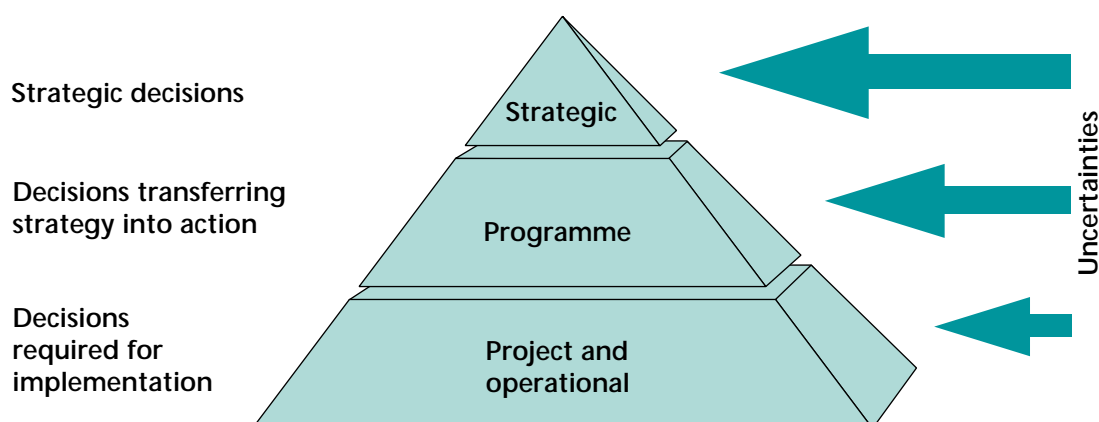 Strategic decisions
Strategic
Decisions transferring
strategy into action
Programme
Decisions
required for
implementation
Project and
operational
Uncertainties